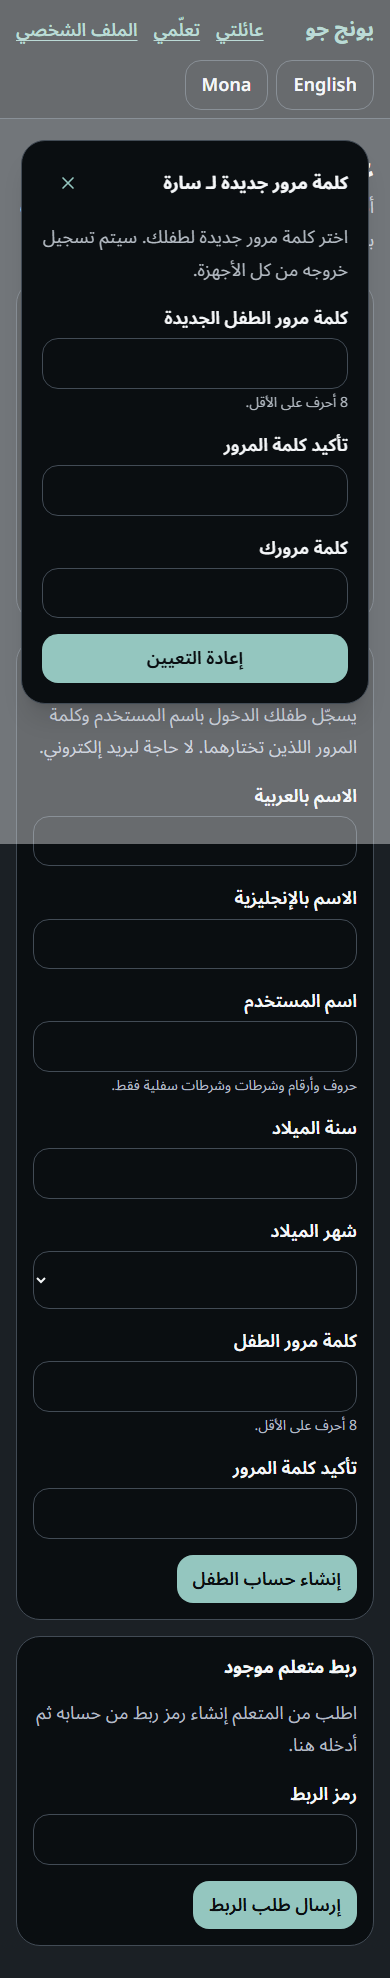 يونج جو
عائلتي
تعلّمي
الملف الشخصي
English
Mona
كلمة مرور جديدة لـ سارة
اختر كلمة مرور جديدة لطفلك. سيتم تسجيل
خروجه من كل الأجهزة.
كلمة مرور الطفل الجديدة
8 أحرف على الأقل.
تأكيد كلمة المرور
كلمة مرورك
إعادة التعيين
يسجّل طفلك الدخول باسم المستخدم وكلمة
المرور اللذين تختارهما. لا حاجة لبريد إلكتروني.
الاسم بالعربية
الاسم بالإنجليزية
اسم المستخدم
حروف وأرقام وشرطات وشرطات سفلية فقط.
سنة الميلاد
شهر الميلاد
كلمة مرور الطفل
8 أحرف على الأقل.
تأكيد كلمة المرور
إنشاء حساب الطفل
ربط متعلم موجود
اطلب من المتعلم إنشاء رمز ربط من حسابه ثم
أدخله هنا.
رمز الربط
إرسال طلب الربط